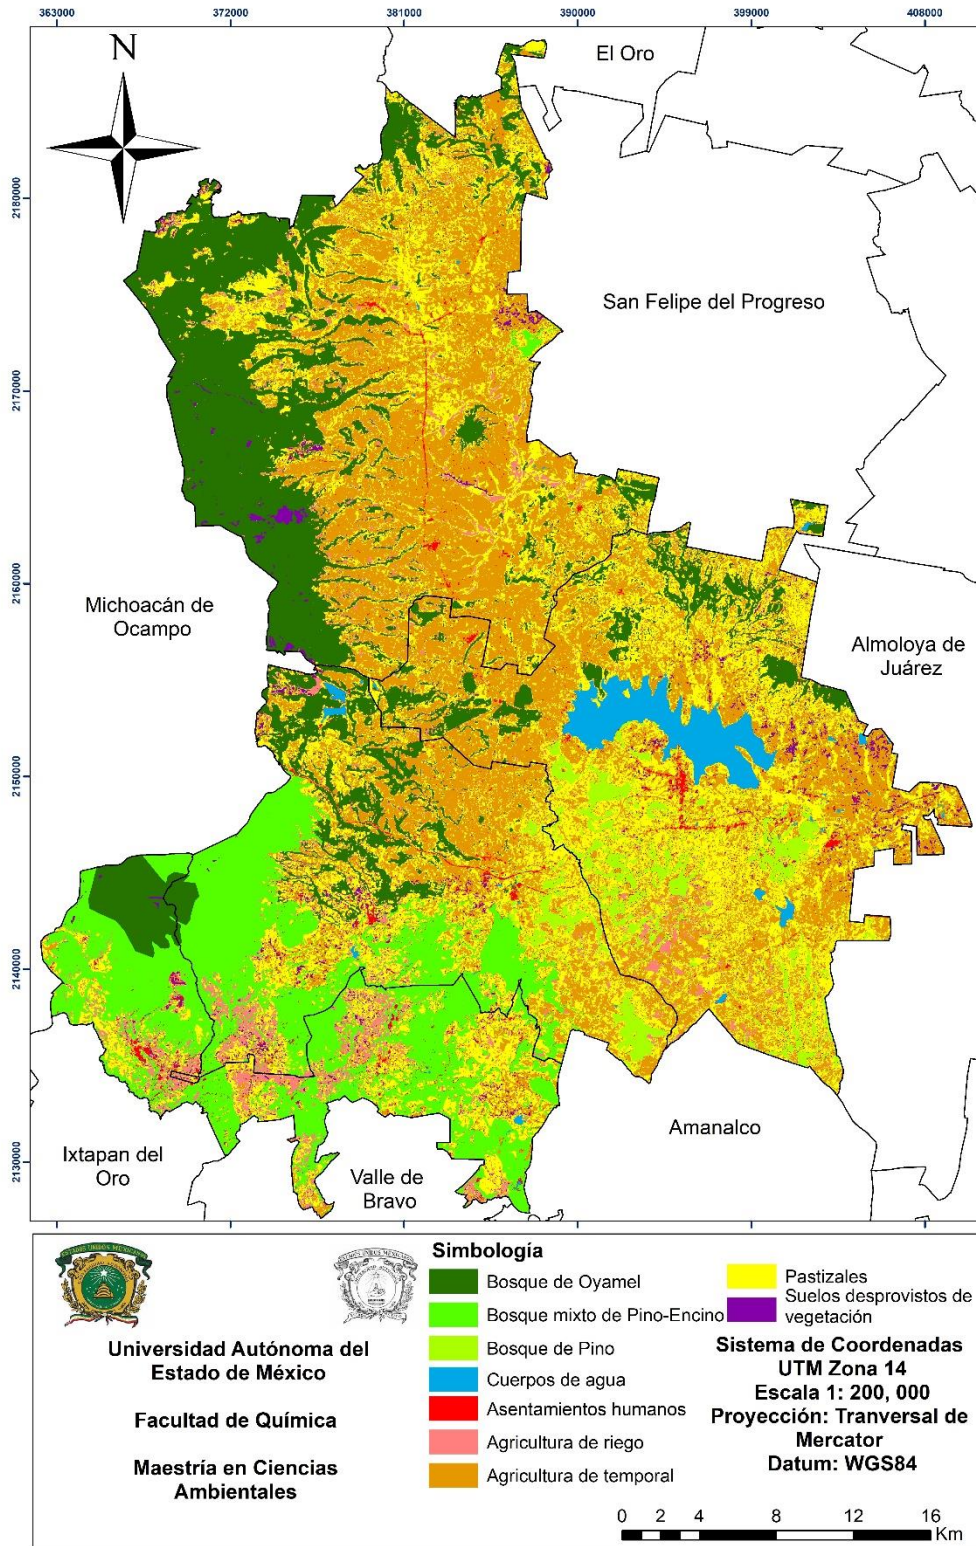 363000 372000 381000 390000 399000 408000
N
El Oro
2180000
San Felipe del Progreso
2170000
2160000
Michoacán de
Ocampo
Almoloya de
Juárez
2150000
2140000
Amanalco
Ixtapan del
Oro
2130000
Valle de
Bravo
Simbología
Bosque de Oyamel
Bosque mixto de Pino-Encino
Bosque de Pino
Cuerpos de agua
Asentamientos humanos
Agricultura de riego
Agricultura de temporal
Pastizales
Suelos desprovistos de
vegetación
Universidad Autónoma del
Estado de México
Facultad de Química
Maestría en Ciencias
Ambientales
Sistema de Coordenadas
UTM Zona 14
Escala 1: 200, 000
Proyección: Tranversal de
Mercator
Datum: WGS84
0 2 4 8 12 16
Km